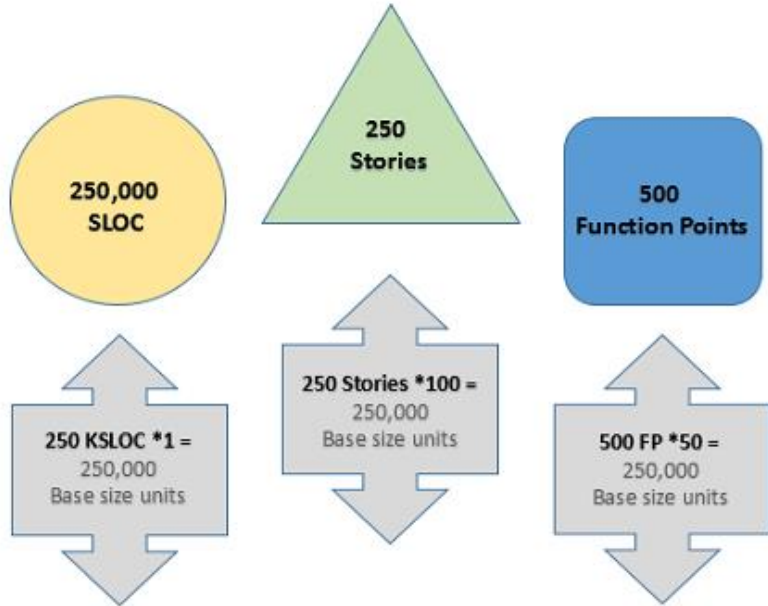 250,000
SLOC
250
Stories
500
Function Points
250 KSLOC *1 =
250,000
Base size units
250 Stories *100 =
250,000
Base size units
500 FP *50 =
250,000
Base size units